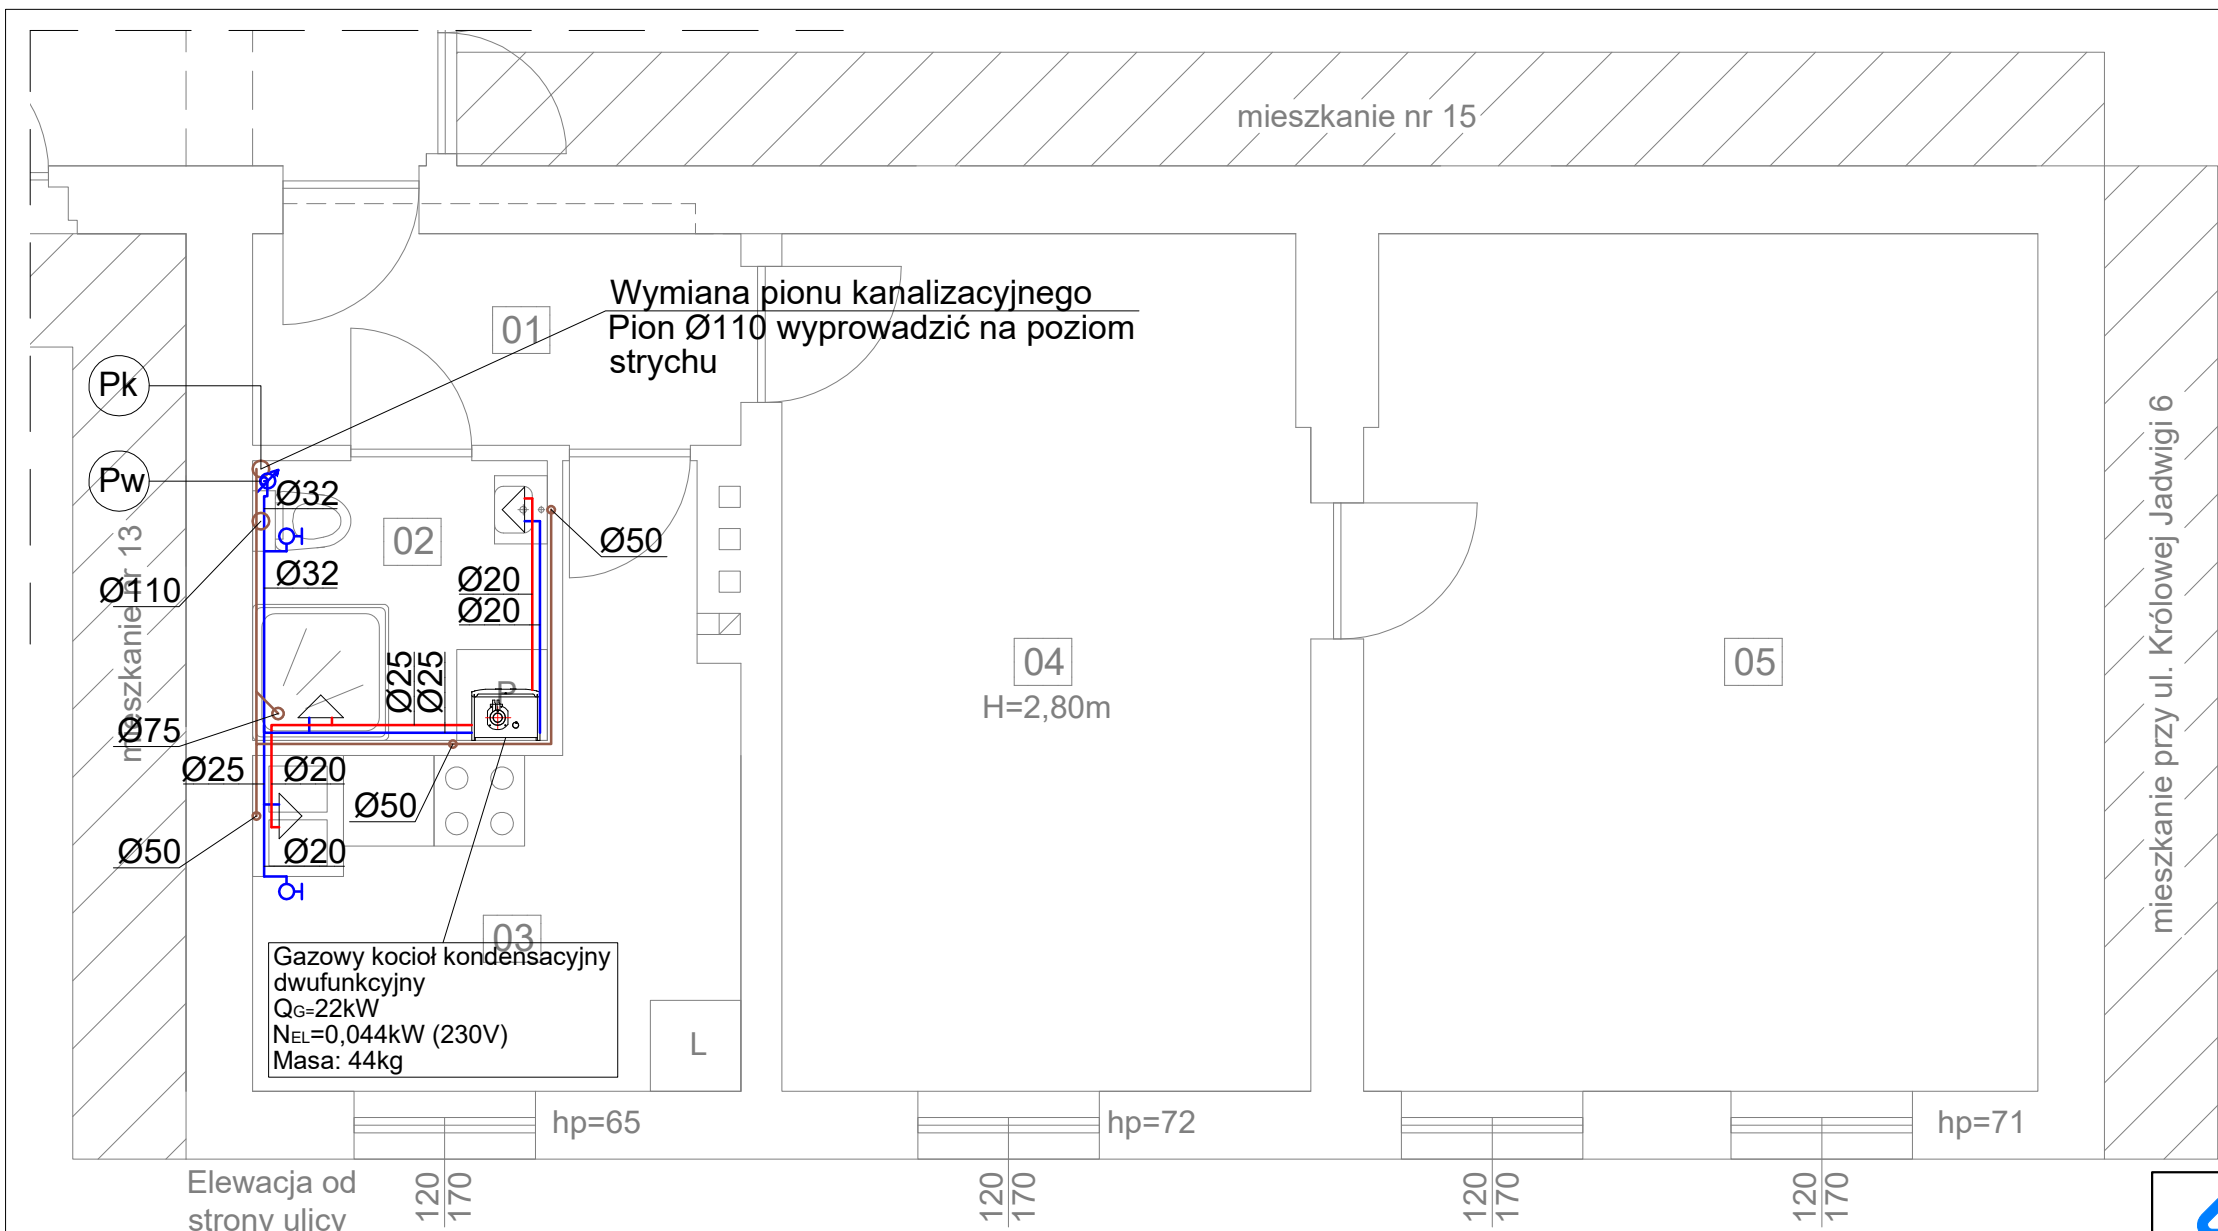 mieszkanie nr 15
Wymiana pionu kanalizacyjnego
01
Pion Ø110 wyprowadzić na poziom
strychu
Pk
Pw
Ø32
02
Ø50
mieszkanie nr 13
Ø110
Ø32
Ø20
Ø20
Ø25
Ø25
P
04
H=2,80m
05
mieszkanie przy ul. Królowej Jadwigi 6
Ø75
Ø25
Ø20
Ø50
Ø50
Ø20
03
Gazowy kocioł kondensacyjny
dwufunkcyjny
QG=22kW
NEL=0,044kW (230V)
Masa: 44kg
L
hp=65
hp=72
hp=71
Elewacja od
strony ulicy
120
170
120
170
120
170
120
170